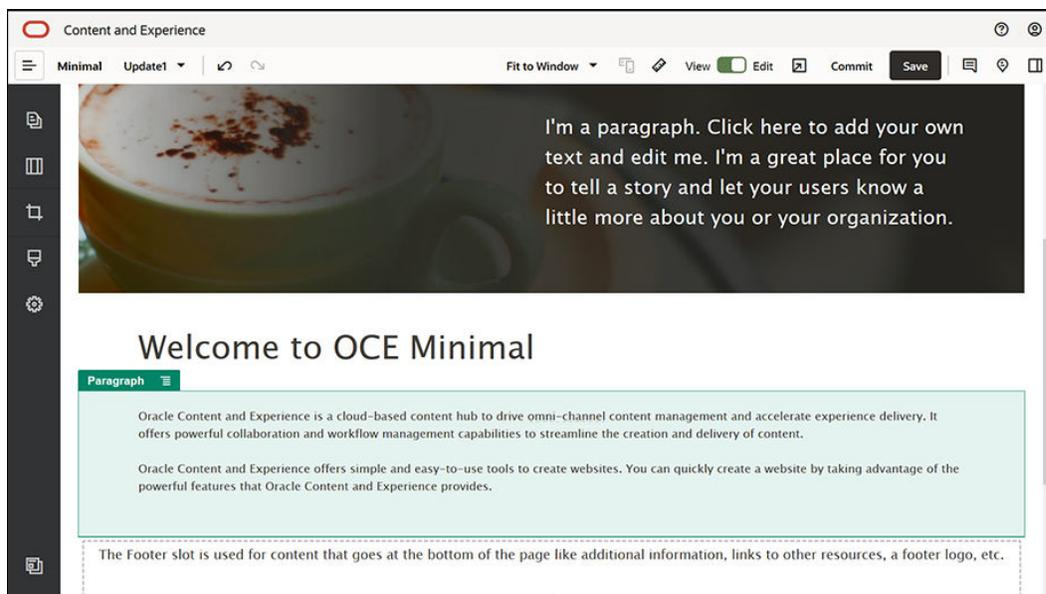 Content and Experience
Minimal Update1 Fit to Window View Edit Commit Save
I'm a paragraph. Click here to add your own
text and edit me. I'm a great place for you
to tell a story and let your users know a
little more about you or your organization.
Welcome to OCE Minimal
Paragraph
Oracle Content and Experience is a cloud-based content hub to drive omni-channel content management and accelerate experience delivery. It
offers powerful collaboration and workflow management capabilities to streamline the creation and delivery of content.
Oracle Content and Experience offers simple and easy-to-use tools to create websites. You can quickly create a website by taking advantage of the
powerful features that Oracle Content and Experience provides.
The Footer slot is used for content that goes at the bottom of the page like additional information, links to other resources, a footer logo, etc.